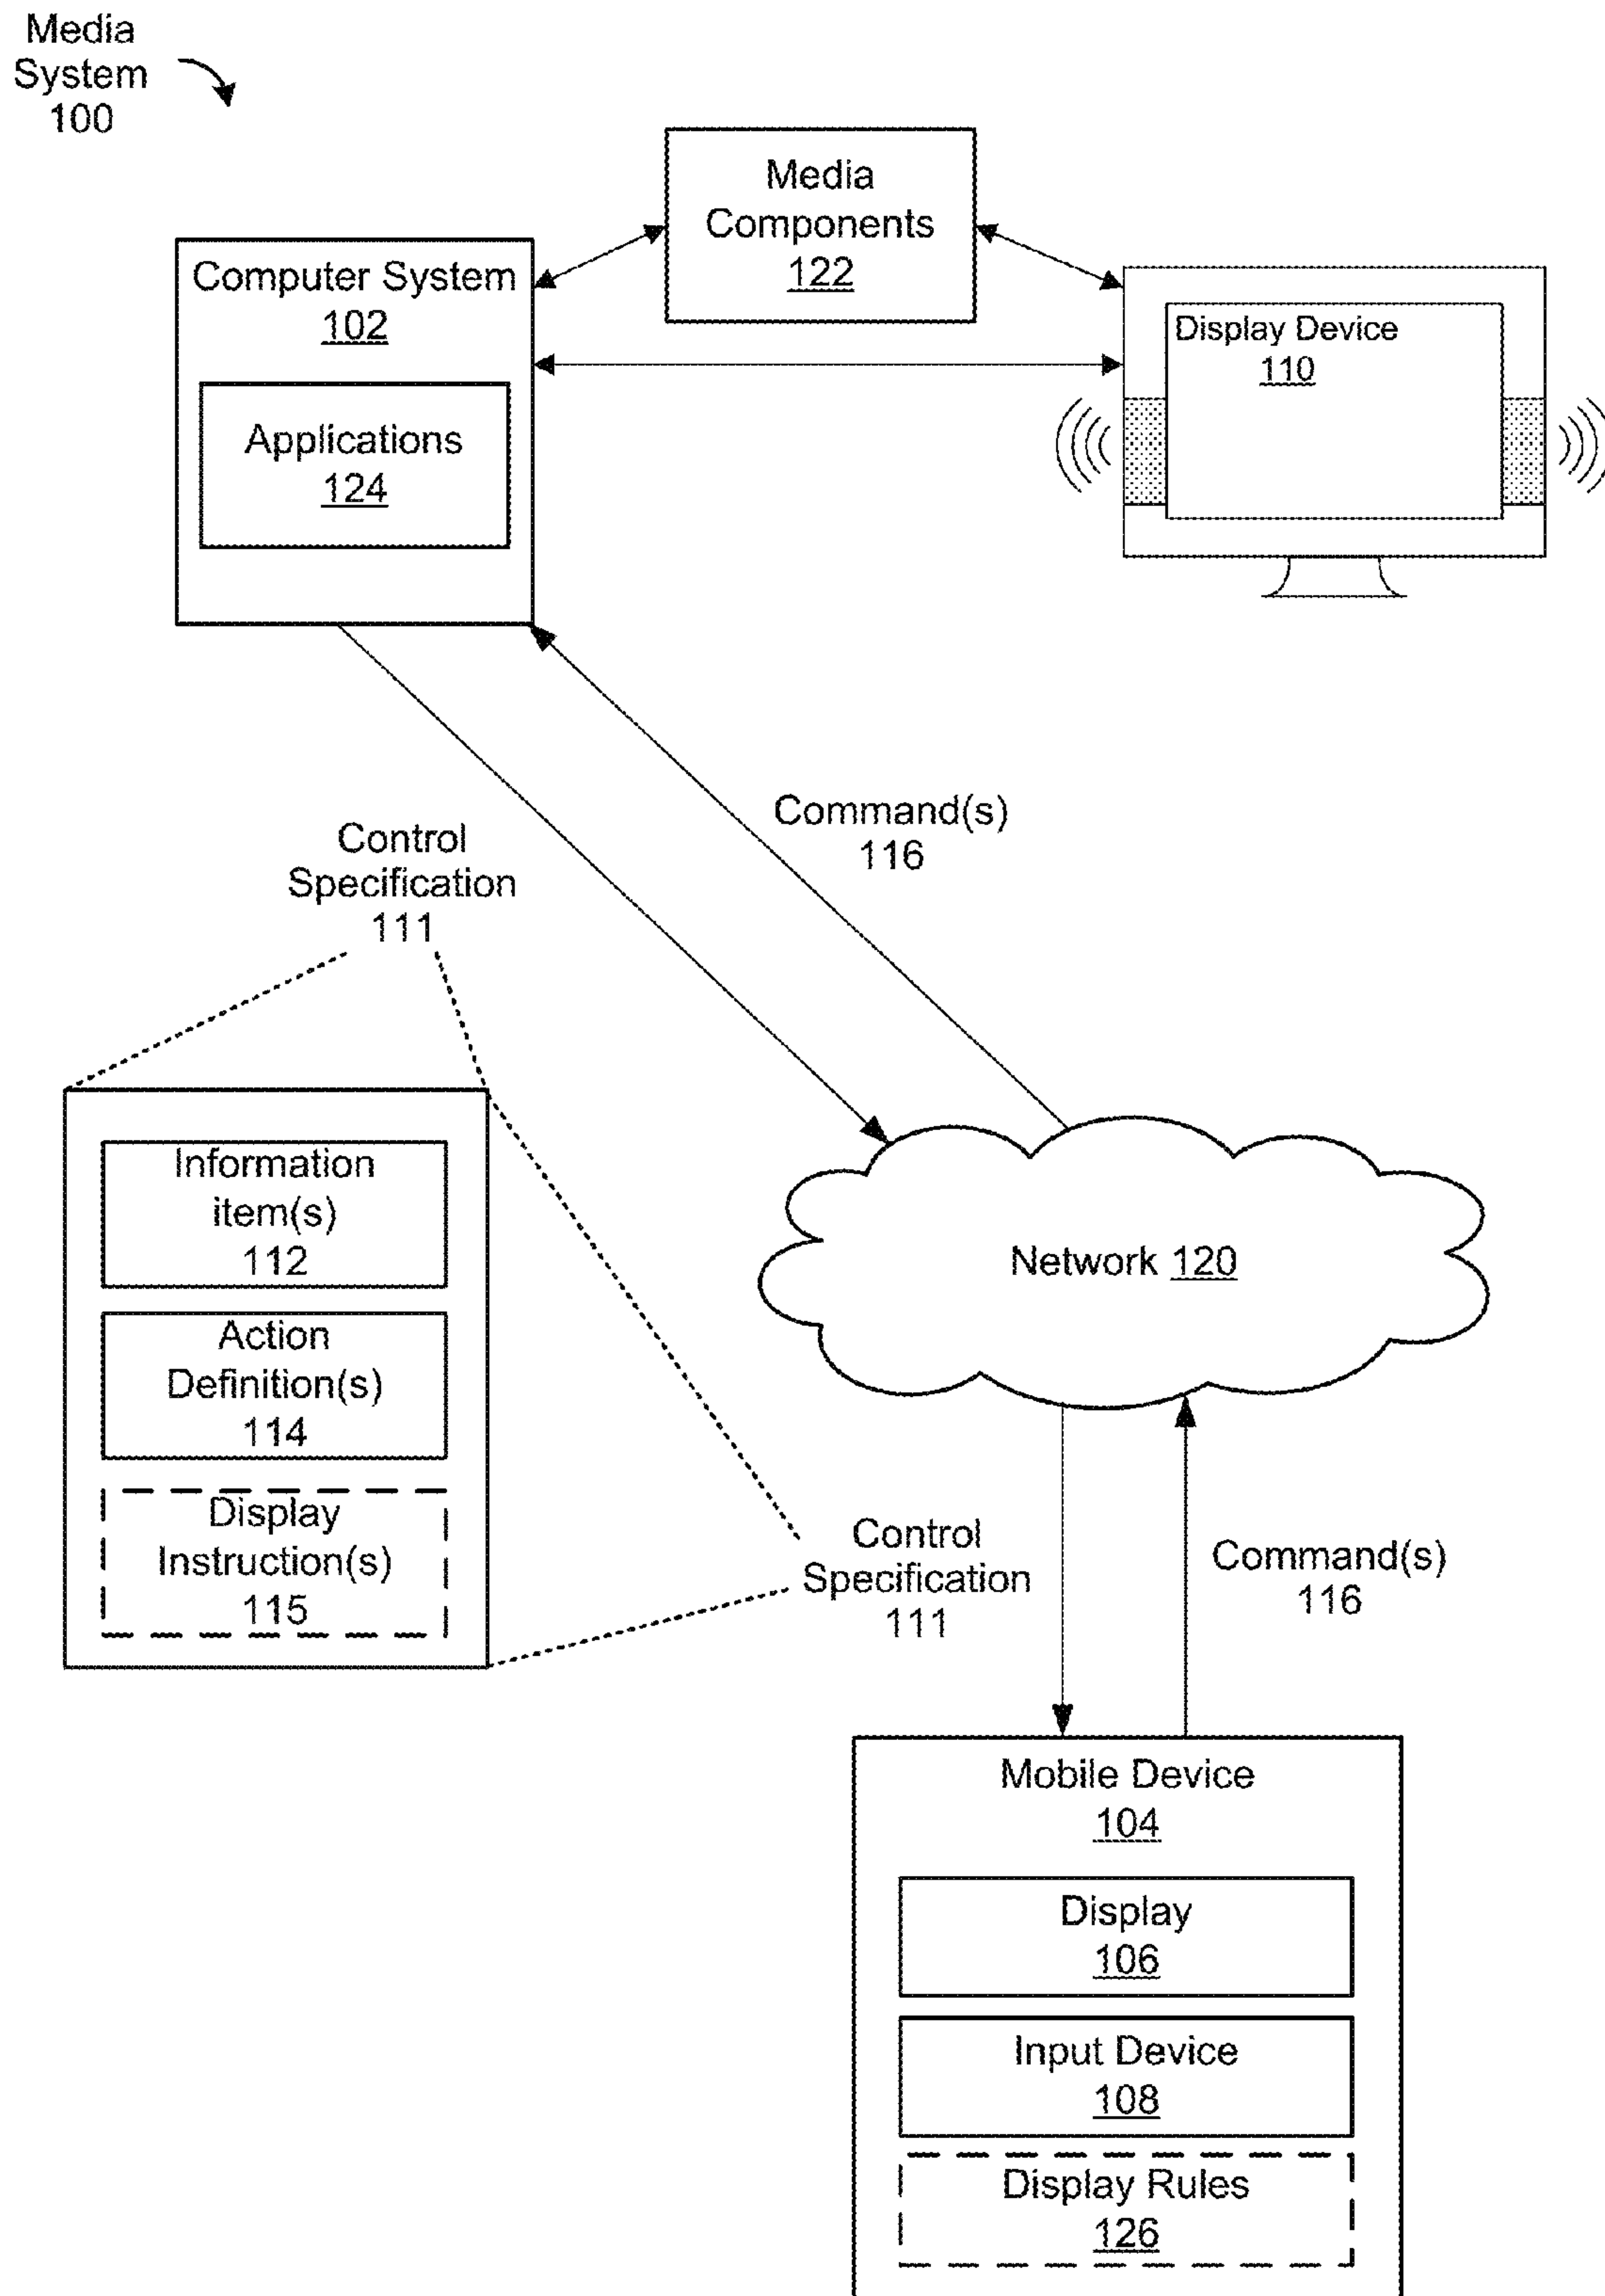 Media
System
100
Media
Components
122
Computer System
102
Applications
124
Display Device
110
Command(s)
116
Control
Specification
111
Information
item(s)
112
Action
Definition(s)
114
Display
Instruction(s)
115
Network 120
Control
Specification
111
Command(s)
116
Mobile Device
104
Display
106
Input Device
108
Display Rules
126